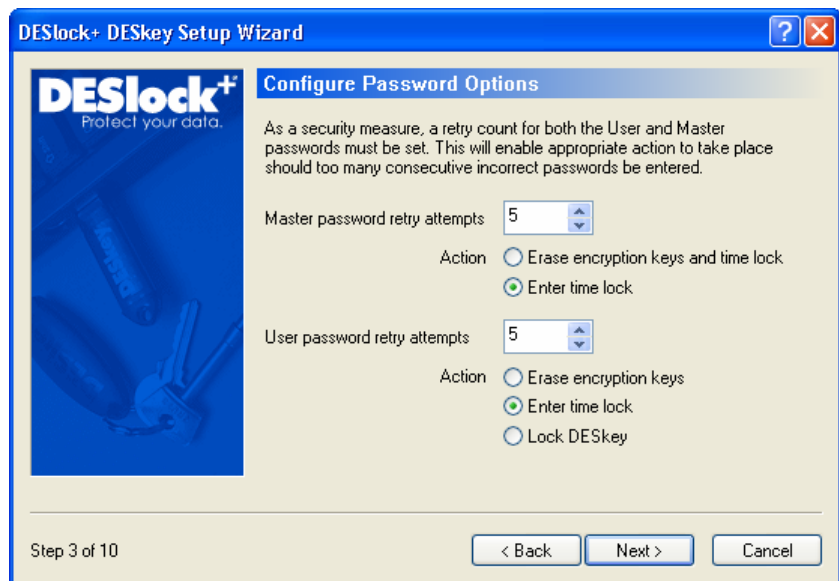 DESlock+ DESkey Setup Wizard
DESlock+
Protect your data.
DESkey
Configure Password Options
As a security measure, a retry count for both the User and Master
passwords must be set. This will enable appropriate action to take place
should too many consecutive incorrect passwords be entered.
Master password retry attempts 5
Action Erase encryption keys and time lock
Enter time lock
User password retry attempts 5
Action Erase encryption keys
Enter time lock
Lock DESkey
Step 3 of 10 < Back Next > Cancel